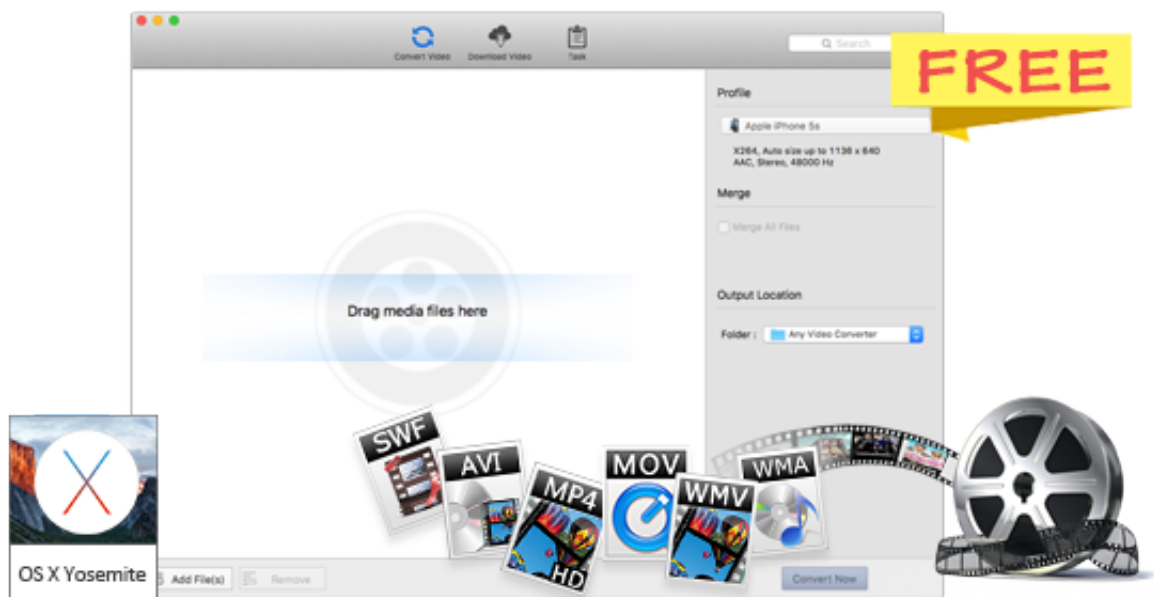 Convert Video
Download Video
Task
Search
FREE
Profile
Apple iPhone 5s
X264, Auto size up to 1136 x 640
AAC, Stereo, 48000 Hz
Merge
Merge All Files
Output Location
Drag media files here
Folder :
Any Video Converter
SWF
AVI
MP4
HD
MOV
WMV
WMA
OS X Yosemite
Add File(s)
Remove
Convert Now